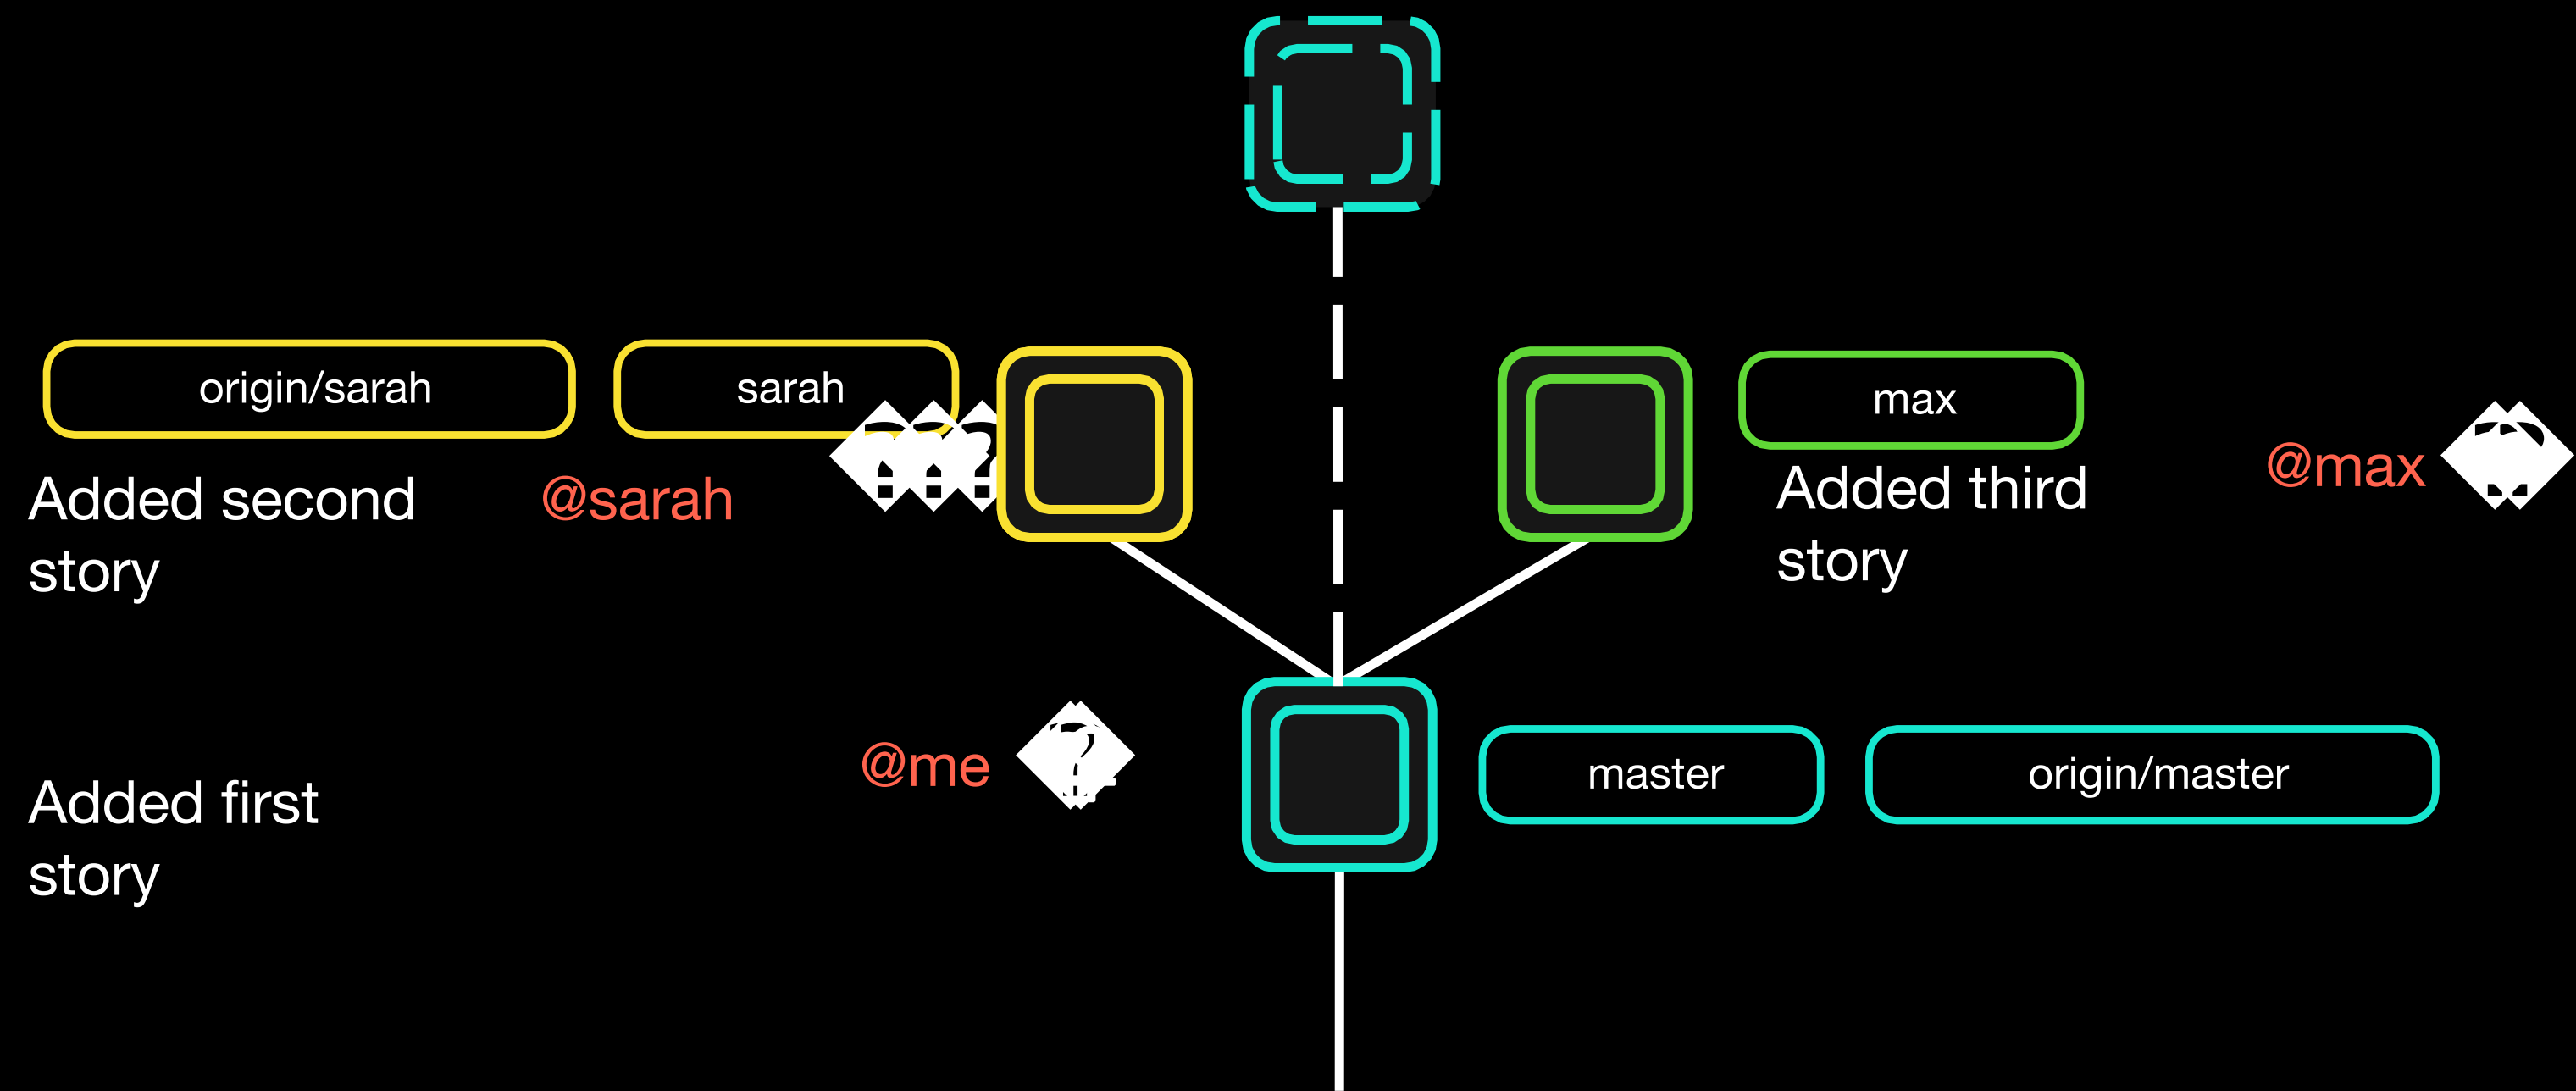 origin/sarah
sarah
max
Added second
story
@sarah
Added third
story
@max
@me
master
origin/master
Added first
story